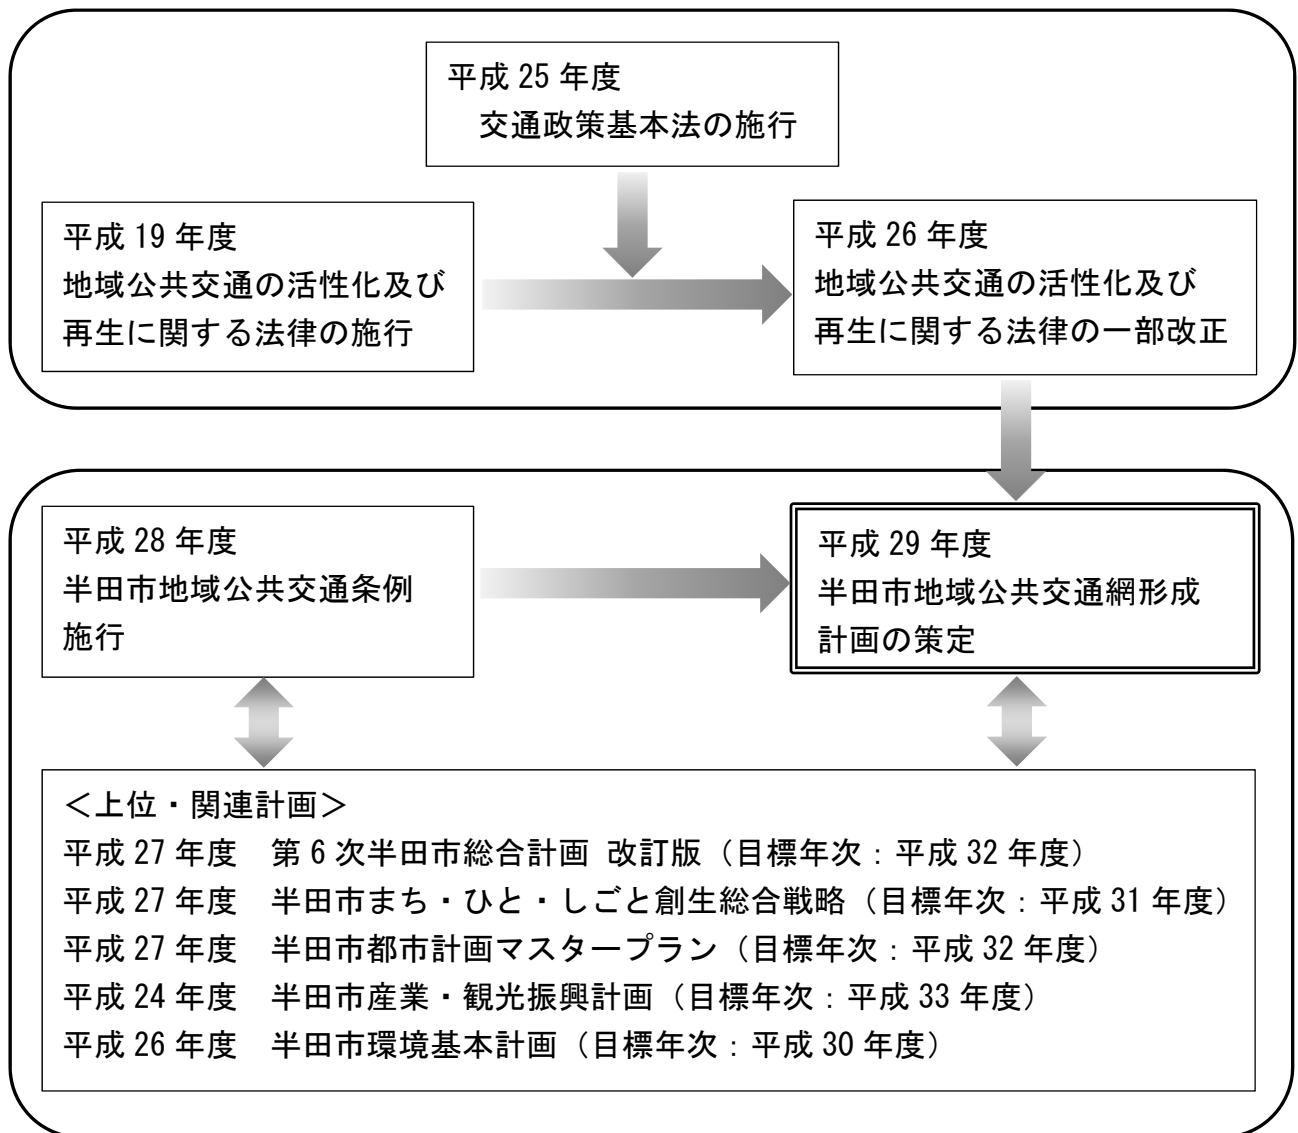 平成 25 年度
交通政策基本法の施行
平成 19 年度
地域公共交通の活性化及び
再生に関する法律の施行
平成 26 年度
地域公共交通の活性化及び
再生に関する法律の一部改正
平成 28 年度
半田市地域公共交通条例
施行
平成 29 年度
半田市地域公共交通網形成
計画の策定
＜上位・関連計画＞
平成 27 年度　第 6 次半田市総合計画 改訂版（目標年次：平成 32 年度）
平成 27 年度　半田市まち・ひと・しごと創生総合戦略（目標年次：平成 31 年度）
平成 27 年度　半田市都市計画マスタープラン（目標年次：平成 32 年度）
平成 24 年度　半田市産業・観光振興計画（目標年次：平成 33 年度）
平成 26 年度　半田市環境基本計画（目標年次：平成 30 年度）